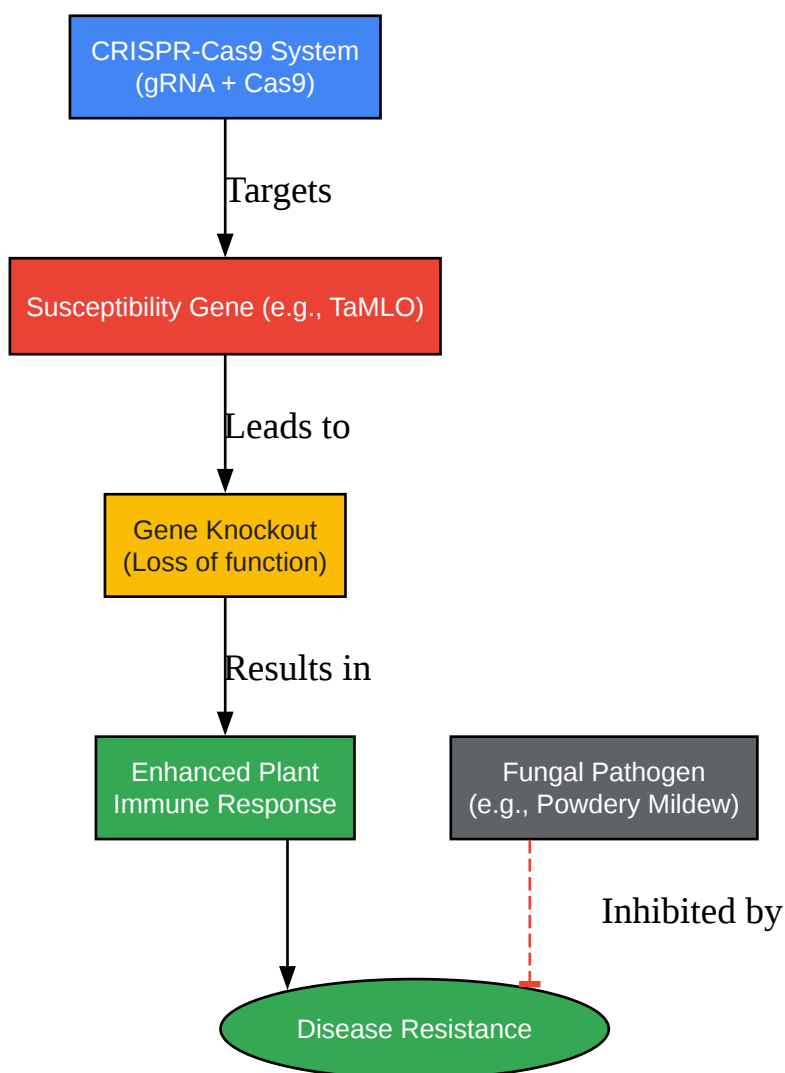 CRISPR-Cas9 System
(gRNA + Cas9)
Targets
Susceptibility Gene (e.g., TaMLO)
Leads to
Gene Knockout
(Loss of function)
Results in
Enhanced Plant
Immune Response
Fungal Pathogen
(e.g., Powdery Mildew)
Inhibited by
Disease Resistance